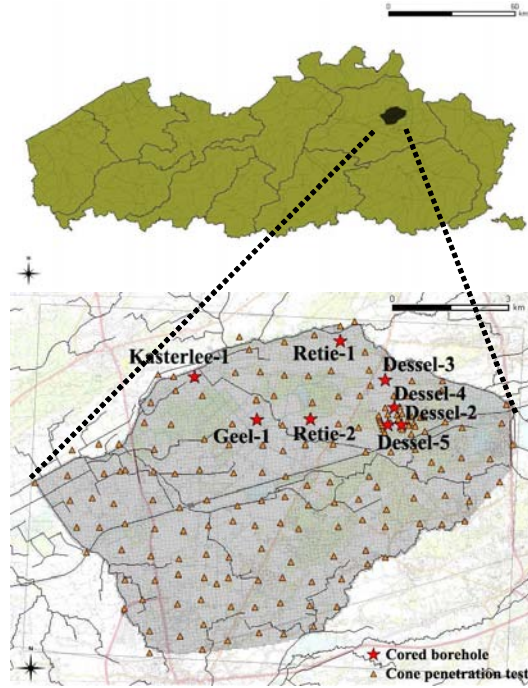 0 50
km
N
0 3
km
Kasterlee-1
Retie-1
Dessel-3
Dessel-4
Dessel-2
Geel-1
Retie-2
Dessel-5
N
Cored borehole
Cone penetration test